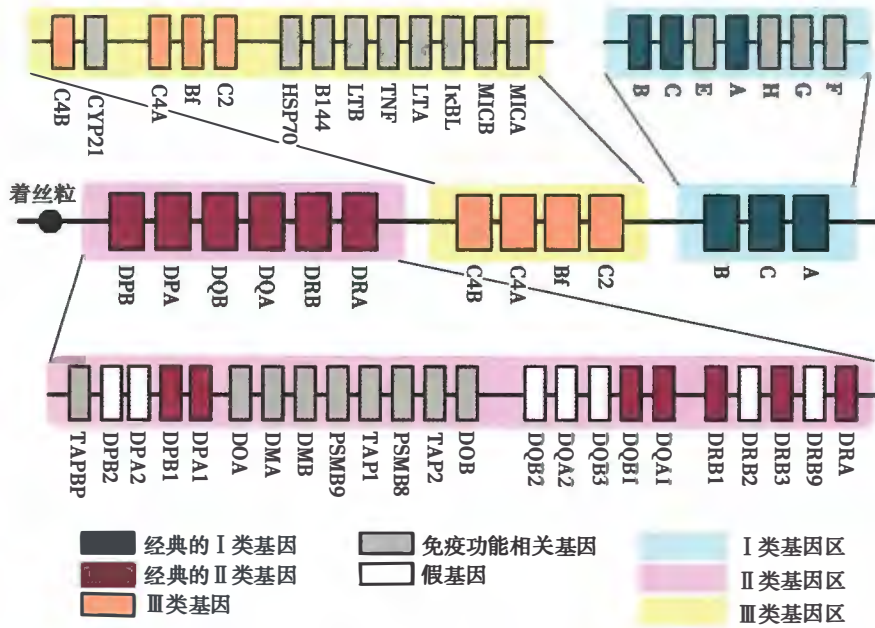 C4B CYP21 C4A Bf C2 HSP70 B144 LTB TNF LTA IκBL MICB MICA
B C E A H G F
着丝粒
DPB DPA DQB DQA DRB DRA
C4B C4A Bf C2
B C A
TAPBP DPB2 DPA2 DPB1 DPA1 DOA DMA DMB PSMB9 TAP1 PSMB8 TAP2 DOB DQB2 DQA2 DQB3 DQB1 DQA1 DRB1 DRB2 DRB3 DRB9 DRA
经典的Ⅰ类基因
经典的Ⅱ类基因
Ⅲ类基因
免疫功能相关基因
假基因
Ⅰ类基因区
Ⅱ类基因区
Ⅲ类基因区